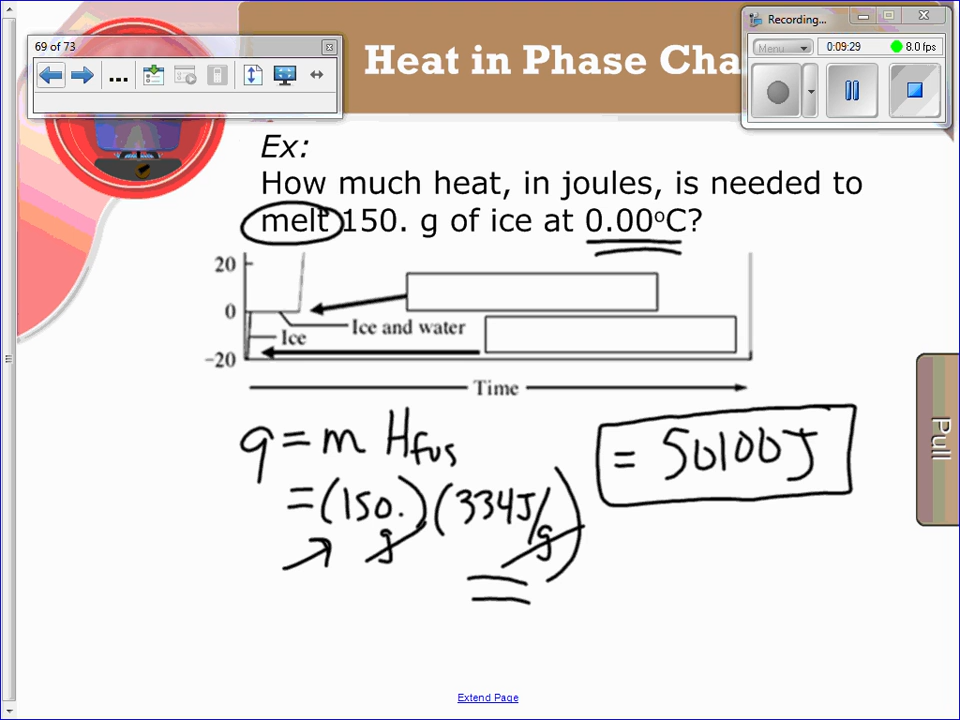 69 of 73
Heat in Phase Cha
Recording...
Menu
0:09:29
8.0 fps
Ex:
How much heat, in joules, is needed to
melt 150. g of ice at 0.00°C?
20
0
Ice and water
Ice
−20
Time
q = m Hfus
= 50100J
= (150. g) (334J/g)
Pull
Extend Page